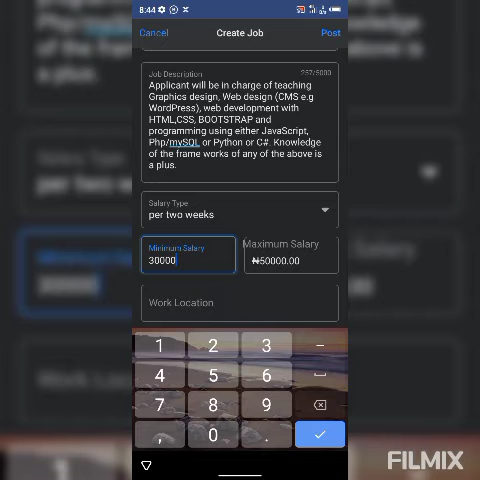 8:44
Cancel
Create Job
Post
Job Description
257/5000
Applicant will be in charge of teaching
Graphics design, Web design (CMS e.g
WordPress), web development with
HTML,CSS, BOOTSTRAP and
programming using either JavaScript,
Php/mySQL or Python or C#. Knowledge
of the frame works of any of the above is
a plus.
Salary Type
per two weeks
Minimum Salary
30000
Maximum Salary
₦50000.00
Work Location
1 2 3 −
4 5 6
7 8 9
, 0 .
FILMIX